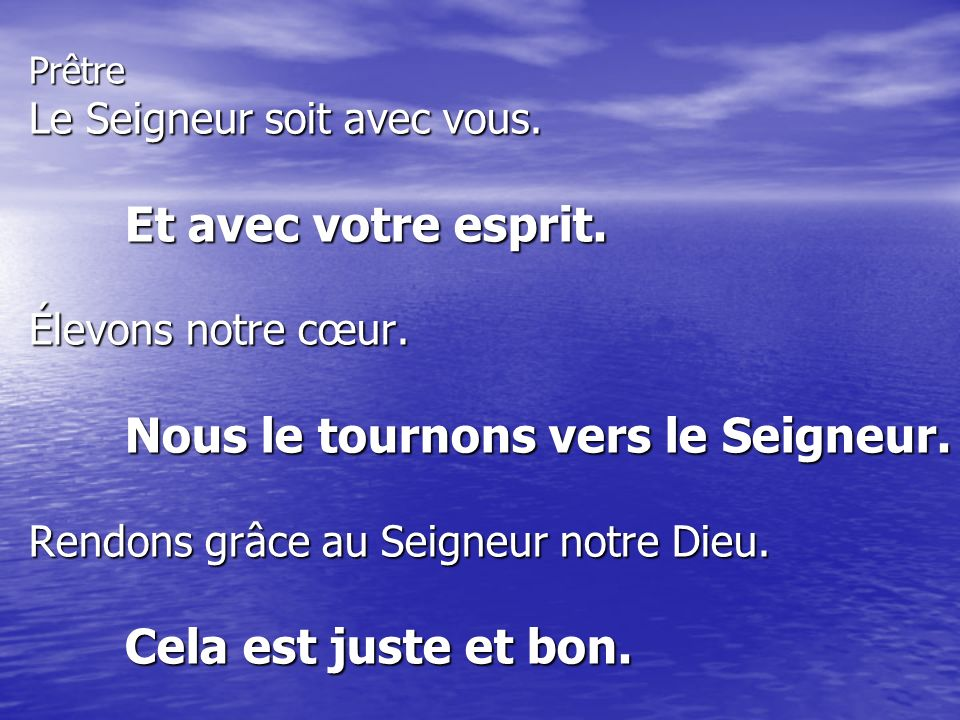 Prêtre
Le Seigneur soit avec vous.
Et avec votre esprit.
Élevons notre cœur.
Nous le tournons vers le Seigneur.
Rendons grâce au Seigneur notre Dieu.
Cela est juste et bon.